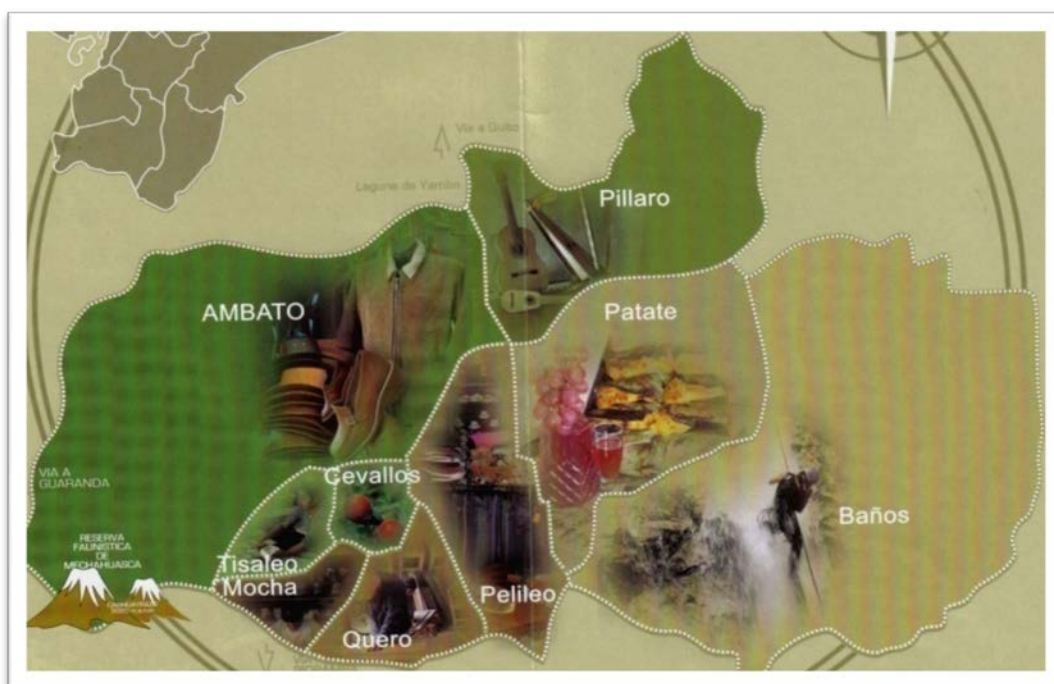 Via a Quito
Laguna de Yambo
Pillaro
AMBATO
Patate
VIA A
GUARANDA
Cevallos
Baños
RESERVA
FAUNISTICA
DE
MECHAHUASCA
Tisaleo
Mocha
Pelileo
Quero